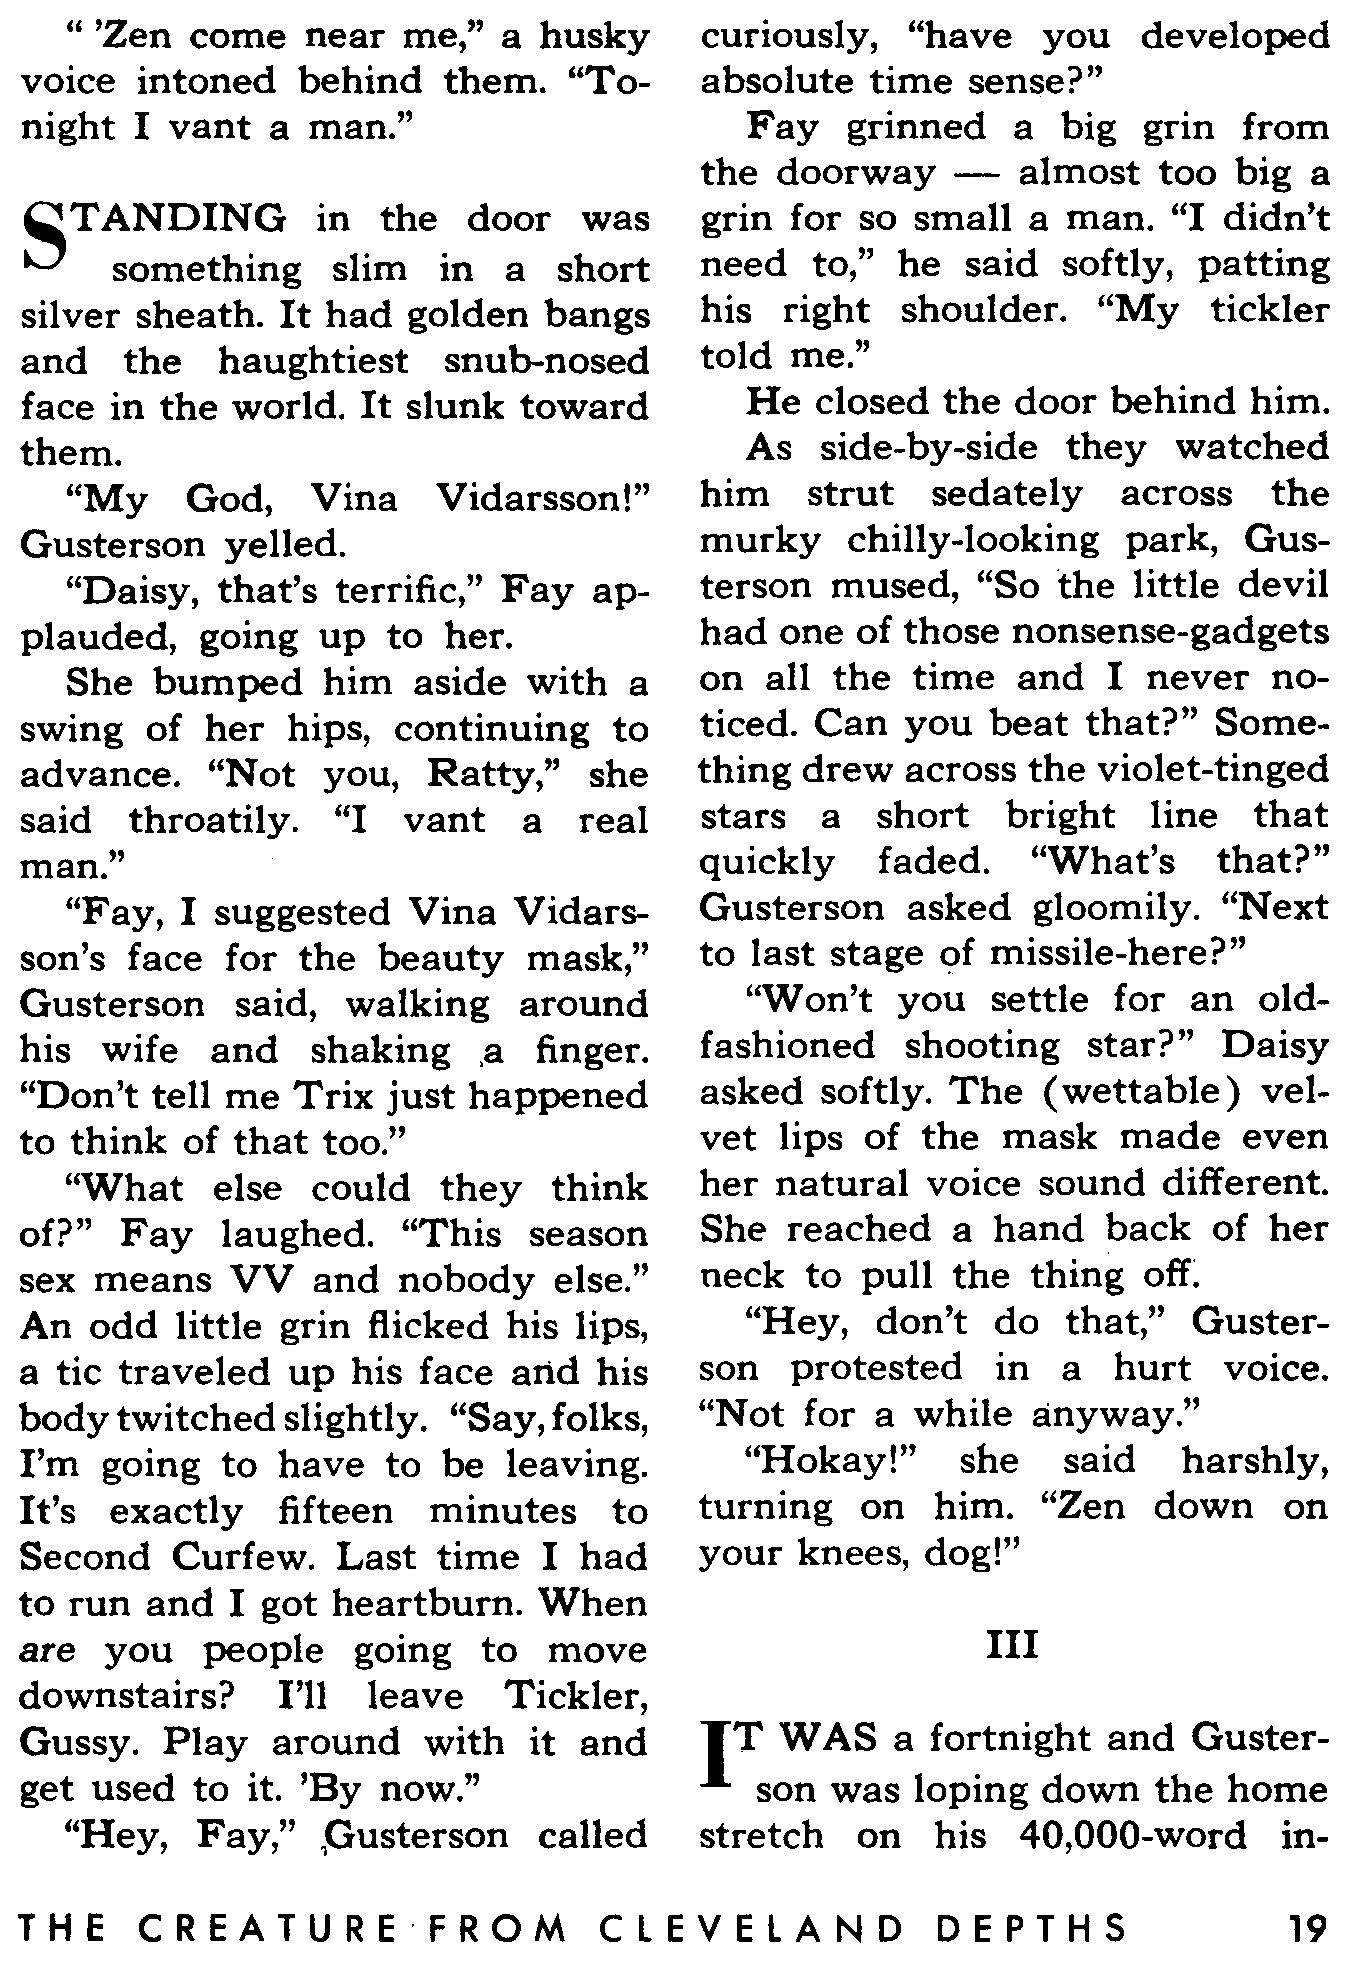 “ ’Zen come near me,” a husky
voice intoned behind them. “To-
night I vant a man.”
STANDING in the door was
something slim in a short
silver sheath. It had golden bangs
and the haughtiest snub-nosed
face in the world. It slunk toward
them.
“My God, Vina Vidarsson!”
Gusterson yelled.
“Daisy, that’s terrific,” Fay ap-
plauded, going up to her.
She bumped him aside with a
swing of her hips, continuing to
advance. “Not you, Ratty,” she
said throatily. “I vant a real
man.”
“Fay, I suggested Vina Vidars-
son’s face for the beauty mask,”
Gusterson said, walking around
his wife and shaking a finger.
“Don’t tell me Trix just happened
to think of that too.”
“What else could they think
of?” Fay laughed. “This season
sex means VV and nobody else.”
An odd little grin flicked his lips,
a tic traveled up his face and his
body twitched slightly. “Say, folks,
I’m going to have to be leaving.
It’s exactly fifteen minutes to
Second Curfew. Last time I had
to run and I got heartburn. When
are you people going to move
downstairs? I’ll leave Tickler,
Gussy. Play around with it and
get used to it. ’By now.”
“Hey, Fay,” Gusterson called
curiously, “have you developed
absolute time sense?”
Fay grinned a big grin from
the doorway — almost too big a
grin for so small a man. “I didn’t
need to,” he said softly, patting
his right shoulder. “My tickler
told me.”
He closed the door behind him.
As side-by-side they watched
him strut sedately across the
murky chilly-looking park, Gus-
terson mused, “So the little devil
had one of those nonsense-gadgets
on all the time and I never no-
ticed. Can you beat that?” Some-
thing drew across the violet-tinged
stars a short bright line that
quickly faded. “What’s that?”
Gusterson asked gloomily. “Next
to last stage of missile-here?”
“Won’t you settle for an old-
fashioned shooting star?” Daisy
asked softly. The (wettable) vel-
vet lips of the mask made even
her natural voice sound different.
She reached a hand back of her
neck to pull the thing off.
“Hey, don’t do that,” Guster-
son protested in a hurt voice.
“Not for a while anyway.”
“Hokay!” she said harshly,
turning on him. “Zen down on
your knees, dog!”
III
IT WAS a fortnight and Guster-
son was loping down the home
stretch on his 40,000-word in-
THE CREATURE FROM CLEVELAND DEPTHS 19